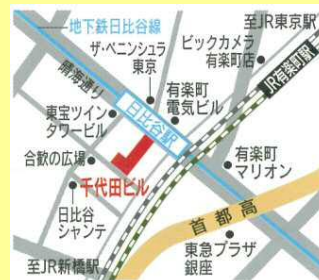 至JR東京駅
地下鉄日比谷線
ザ・ペニンシュラ
東京
ビックカメラ
有楽町店
JR有楽町駅
晴海通り
有楽町
電気ビル
東宝ツイン
タワービル
日比谷駅
合歓の広場
千代田ビル
有楽町
マリオン
日比谷
シャンテ
首都高
東急プラザ
銀座
至JR新橋駅